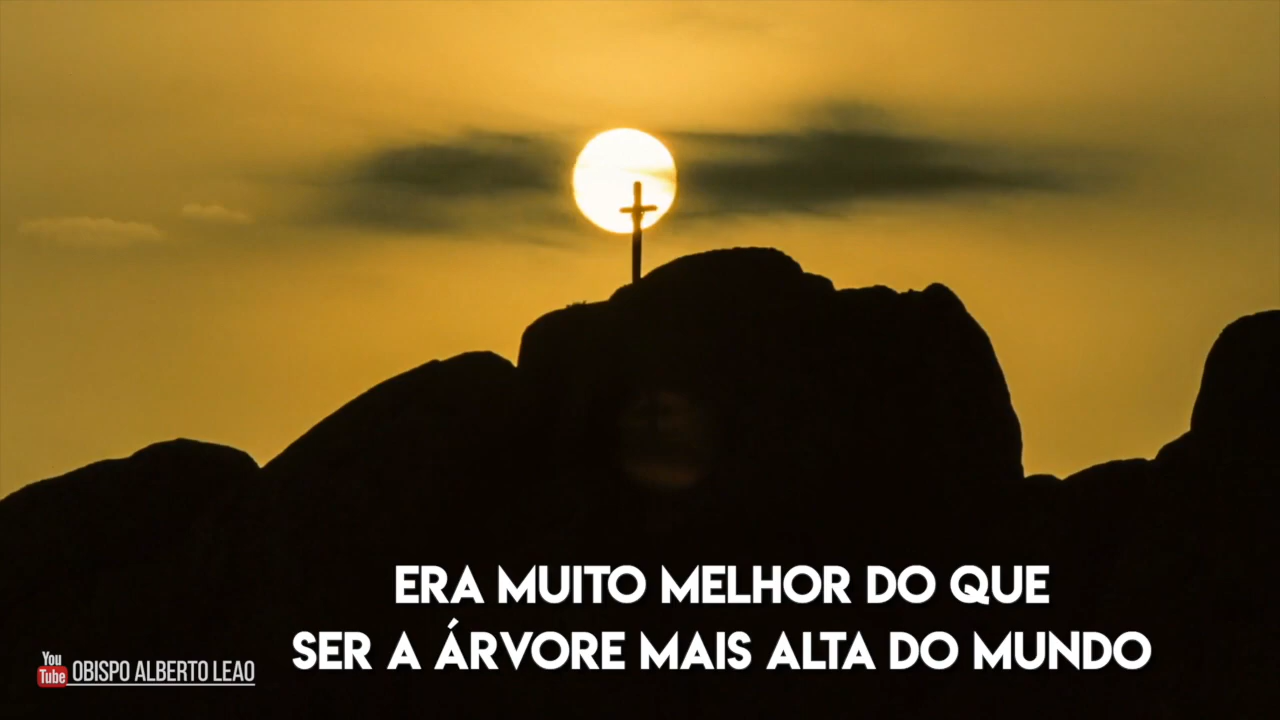 ERA MUITO MELHOR DO QUE
SER A ÁRVORE MAIS ALTA DO MUNDO
You
Tube OBISPO ALBERTO LEAO